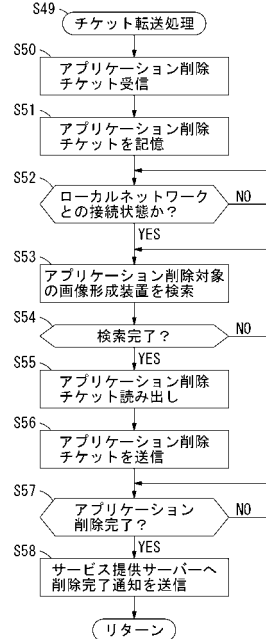 S49
チケット転送処理
S50
アプリケーション削除
チケット受信
S51
アプリケーション削除
チケットを記憶
S52
ローカルネットワーク
との接続状態か?
NO
YES
S53
アプリケーション削除対象
の画像形成装置を検索
S54
検索完了?
NO
YES
S55
アプリケーション削除
チケット読み出し
S56
アプリケーション削除
チケットを送信
S57
アプリケーション
削除完了?
NO
YES
S58
サービス提供サーバーへ
削除完了通知を送信
リターン